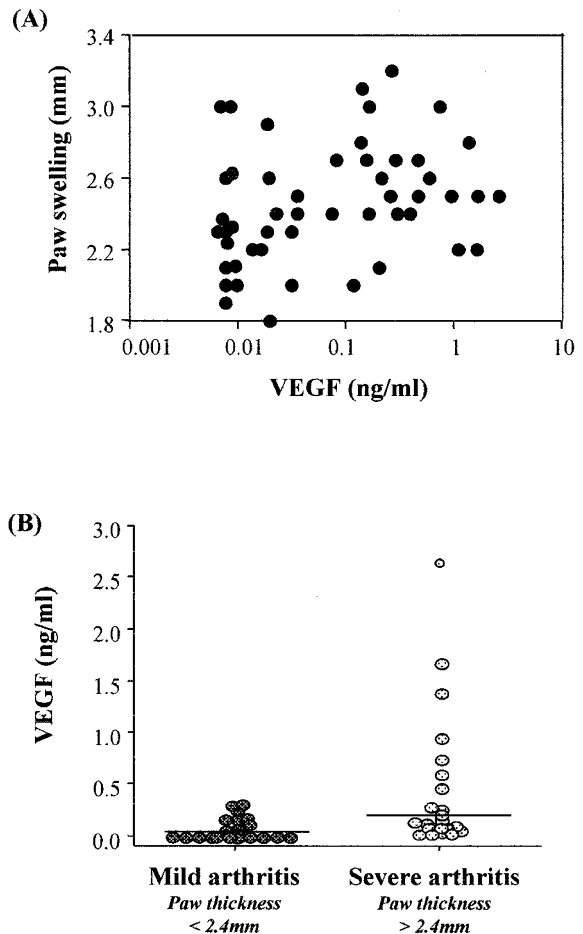 (A)
3.4
3.0
2.6
2.2
1.8
Paw swelling (mm)
0.001
0.01
0.1
1
10
VEGF (ng/ml)
(B)
3.0
2.5
2.0
1.5
1.0
0.5
0.0
VEGF (ng/ml)
Mild arthritis
Paw thickness
< 2.4mm
Severe arthritis
Paw thickness
> 2.4mm